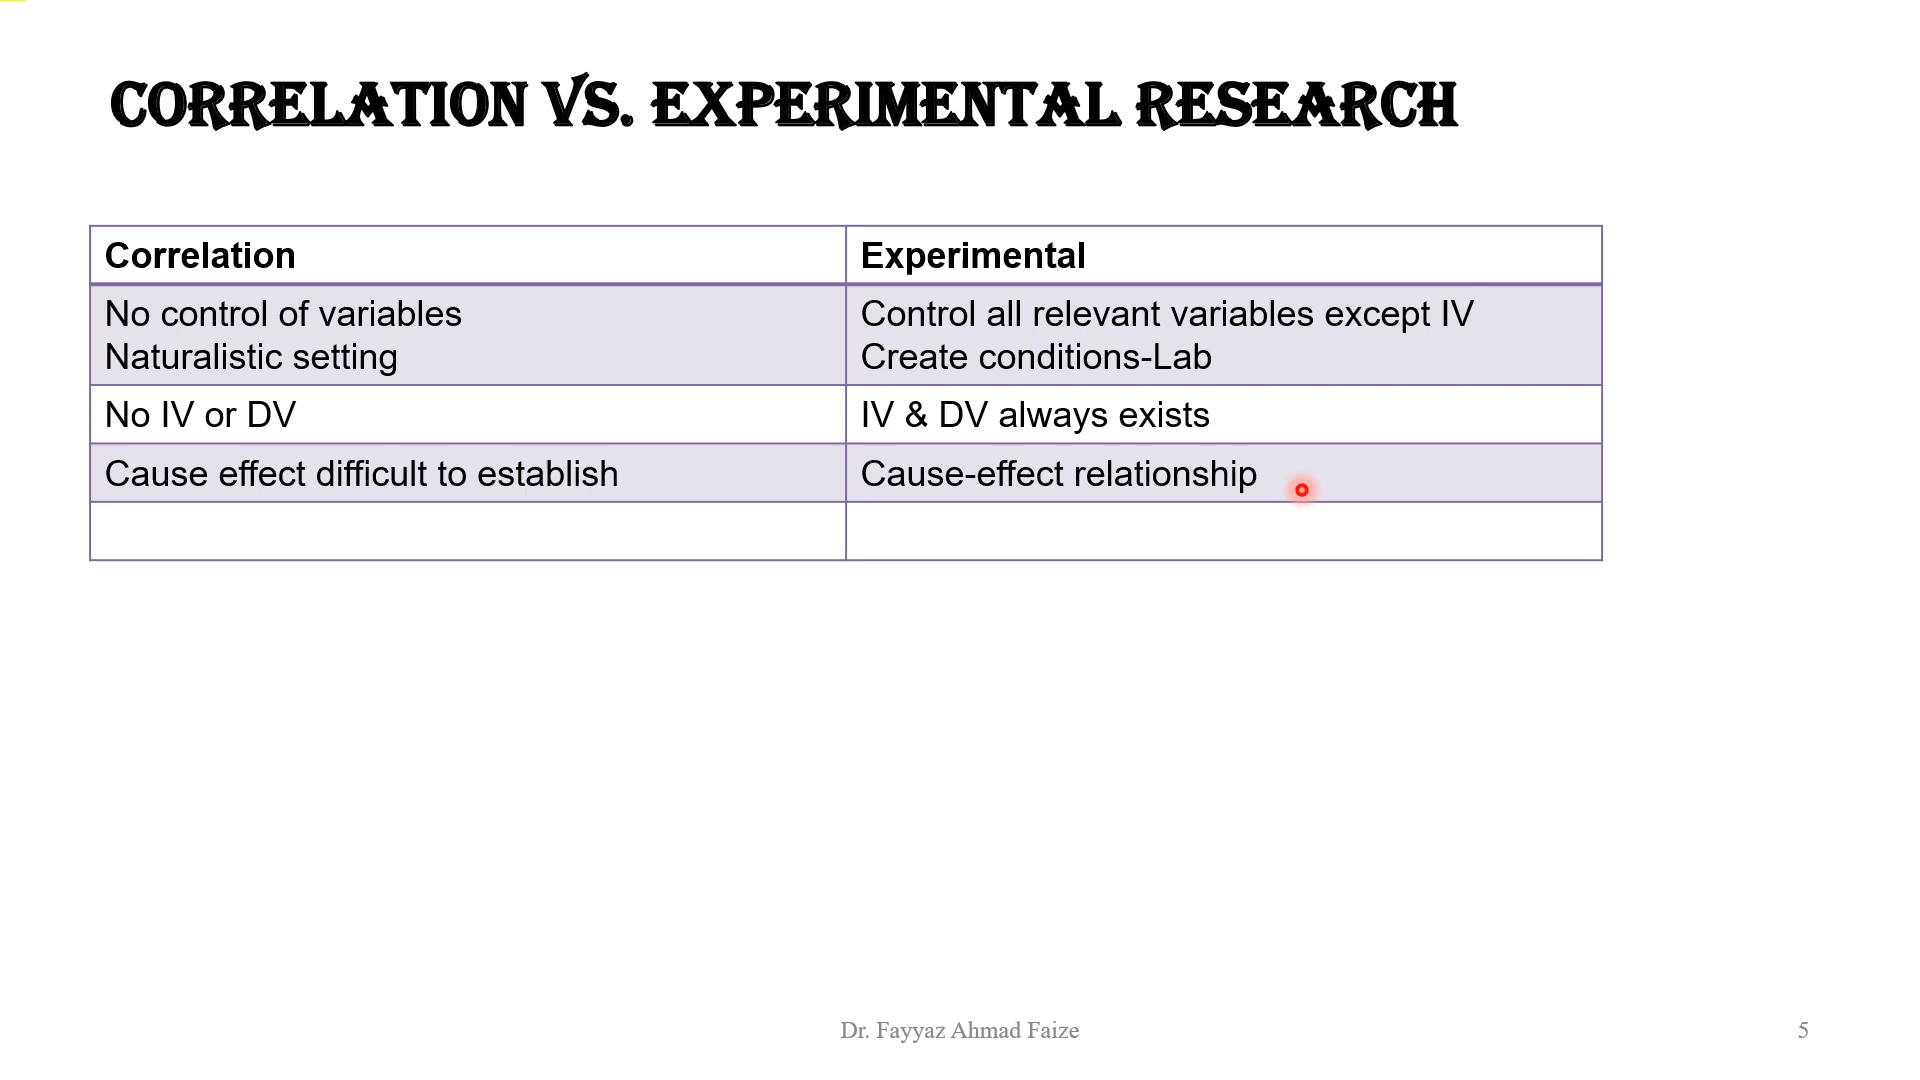 CORRELATION VS. EXPERIMENTAL RESEARCH
Correlation
Experimental
No control of variables
Naturalistic setting
Control all relevant variables except IV
Create conditions-Lab
No IV or DV
IV & DV always exists
Cause effect difficult to establish
Cause-effect relationship
Dr. Fayyaz Ahmad Faize
5